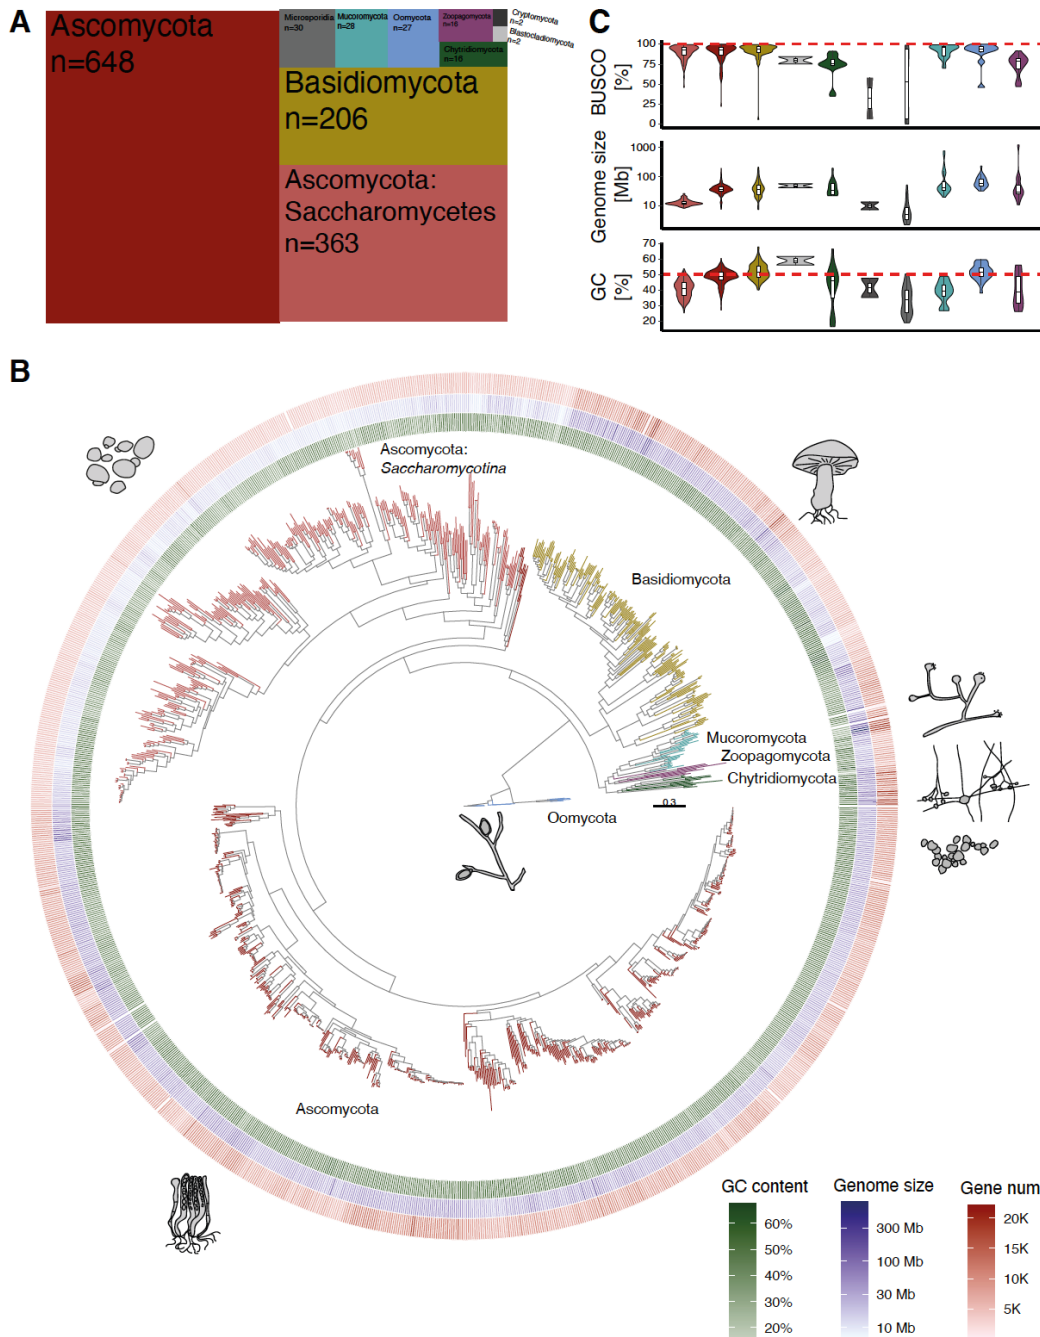 A
Ascomycota
n=648
Microsporidia
n=30
Mucoromycota
n=28
Oomycota
n=27
Zoopagomycota
n=16
Cryptomycota
n=2
Blastocladiomycota
n=2
Chytridiomycota
n=16
Basidiomycota
n=206
Ascomycota:
Saccharomycetes
n=363
C
BUSCO
[%]
100
75
50
25
0
Genome size
[Mb]
1000
100
10
GC
[%]
70
60
50
40
30
20
B
Ascomycota:
Saccharomycotina
Basidiomycota
Mucoromycota
Zoopagomycota
Chytridiomycota
0.3
Oomycota
Ascomycota
GC content
60%
50%
40%
30%
20%
Genome size
300 Mb
100 Mb
30 Mb
10 Mb
Gene num
20K
15K
10K
5K